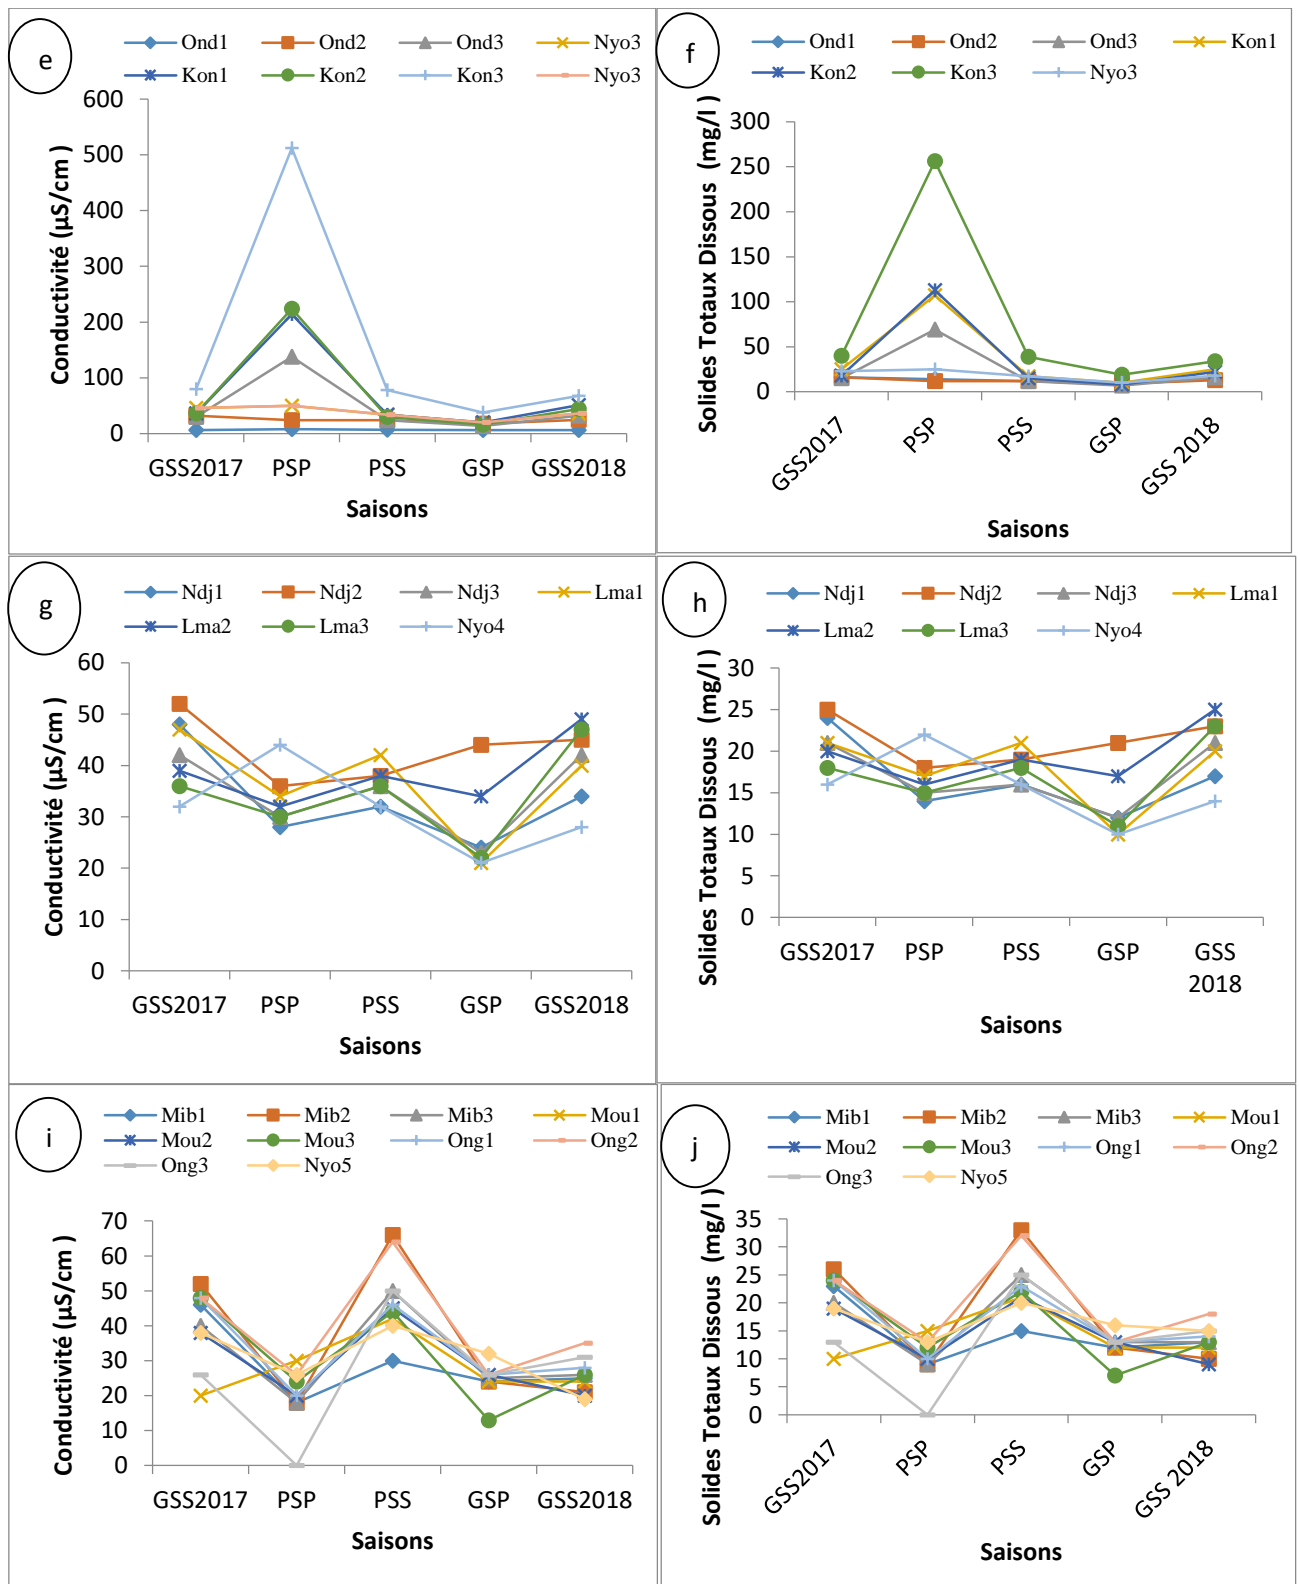 e
Ond1 Ond2 Ond3 Nyo3
Kon1 Kon2 Kon3 Nyo3
Conductivité (µS/cm )
600
500
400
300
200
100
0
GSS2017 PSP PSS GSP GSS2018
Saisons
f
Ond1 Ond2 Ond3 Kon1
Kon2 Kon3 Nyo3
Solides Totaux Dissous (mg/l )
300
250
200
150
100
50
0
GSS2017 PSP PSS GSP GSS 2018
Saisons
g
Ndj1 Ndj2 Ndj3 Lma1
Lma2 Lma3 Nyo4
Conductivité (µS/cm )
60
50
40
30
20
10
0
GSS2017 PSP PSS GSP GSS2018
Saisons
h
Ndj1 Ndj2 Ndj3 Lma1
Lma2 Lma3 Nyo4
Solides Totaux Dissous (mg/l )
30
25
20
15
10
5
0
GSS2017 PSP PSS GSP GSS
2018
Saisons
i
Mib1 Mib2 Mib3 Mou1
Mou2 Mou3 Ong1 Ong2
Ong3 Nyo5
Conductivité (µS/cm )
70
60
50
40
30
20
10
0
GSS2017 PSP PSS GSP GSS2018
Saisons
j
Mib1 Mib2 Mib3 Mou1
Mou2 Mou3 Ong1 Ong2
Ong3 Nyo5
Solides Totaux Dissous (mg/l )
35
30
25
20
15
10
5
0
GSS2017 PSP PSS GSP GSS 2018
Saisons